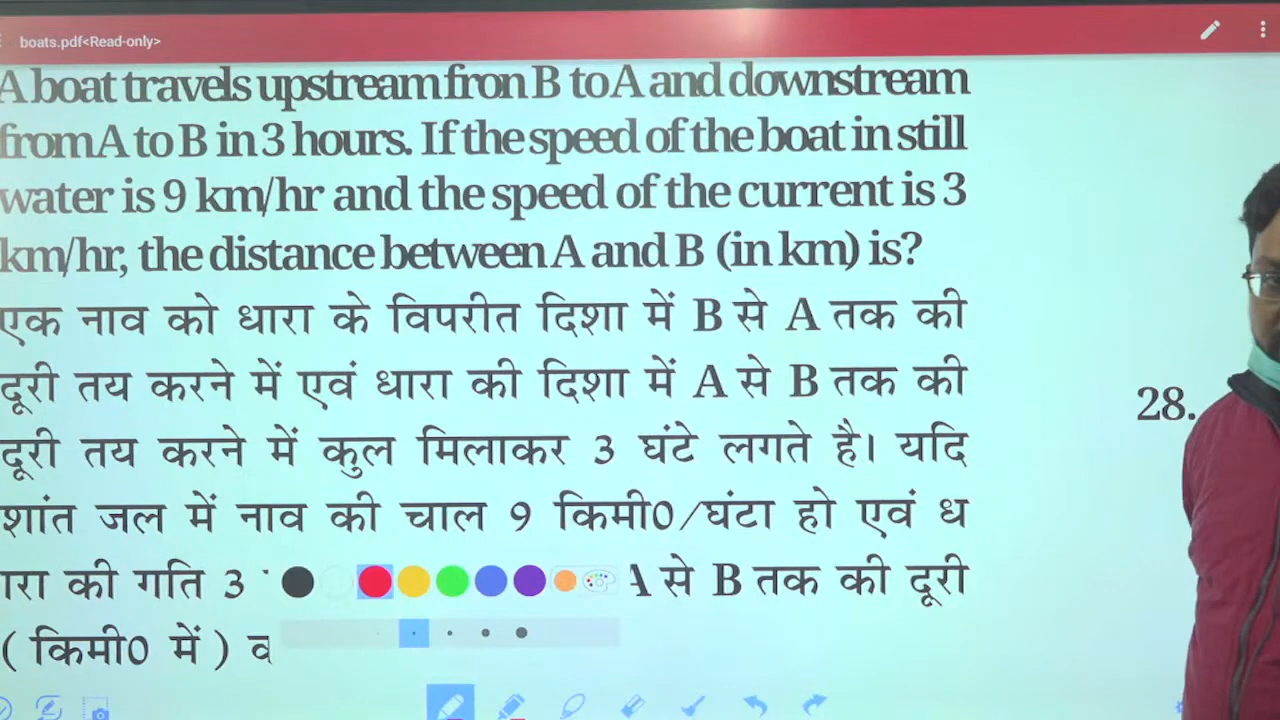 boats.pdf<Read-only>
A boat travels upstream fron B to A and downstream
from A to B in 3 hours. If the speed of the boat in still
water is 9 km/hr and the speed of the current is 3
km/hr, the distance between A and B (in km) is?
एक नाव को धारा के विपरीत दिशा में B से A तक की
दूरी तय करने में एवं धारा की दिशा में A से B तक की
दूरी तय करने में कुल मिलाकर 3 घंटे लगते है। यदि
शांत जल में नाव की चाल 9 किमी0/घंटा हो एवं ध
ारा की गति 3 A से B तक की दूरी
( किमी0 में )
28.